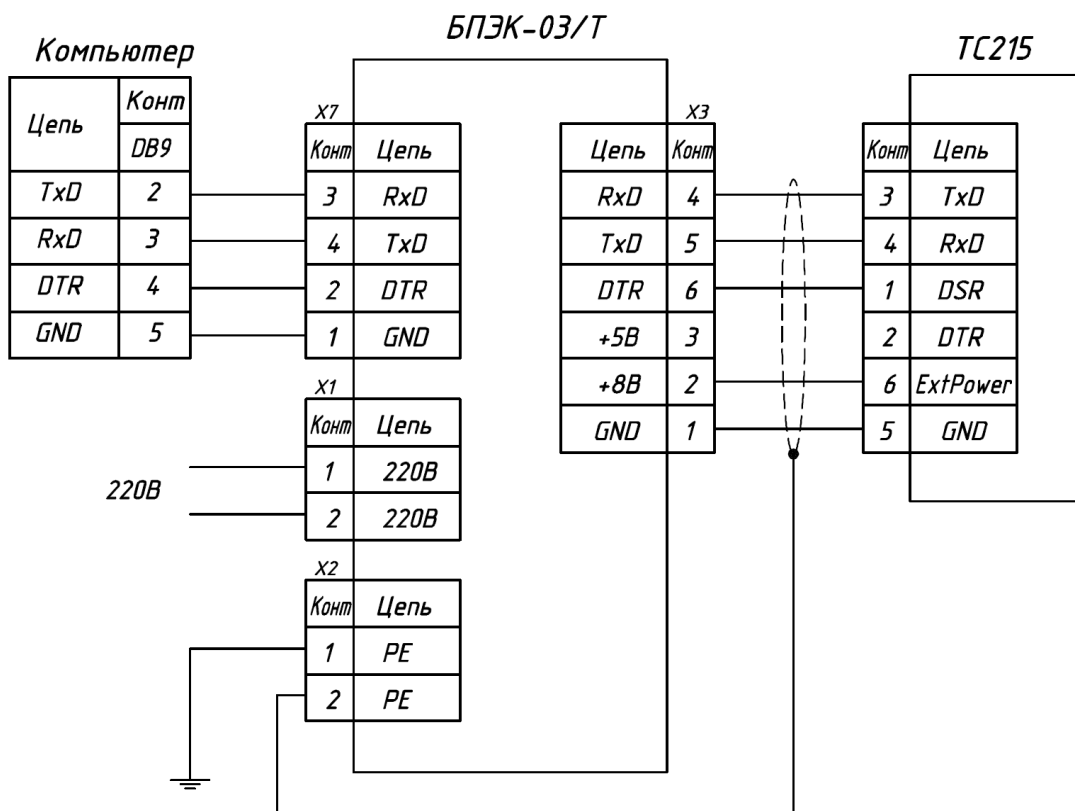 БПЭК-03/Т
Компьютер
ТС215
Цепь Конт
DB9
TxD 2
RxD 3
DTR 4
GND 5
X7
Конт Цепь
3 RxD
4 TxD
2 DTR
1 GND
X1
Конт Цепь
1 220В
2 220В
220В
X2
Конт Цепь
1 PE
2 PE
X3
Цепь Конт
RxD 4
TxD 5
DTR 6
+5В 3
+8В 2
GND 1
Конт Цепь
3 TxD
4 RxD
1 DSR
2 DTR
6 ExtPower
5 GND